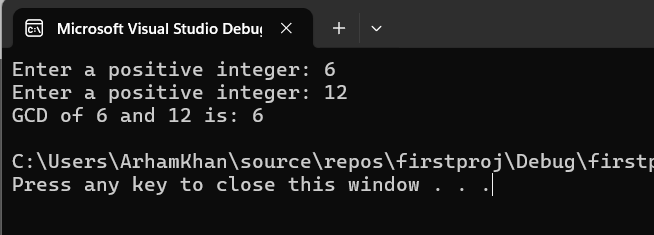 Microsoft Visual Studio Debug
Enter a positive integer: 6
Enter a positive integer: 12
GCD of 6 and 12 is: 6
C:\Users\ArhamKhan\source\repos\firstproj\Debug\firstp
Press any key to close this window . . .